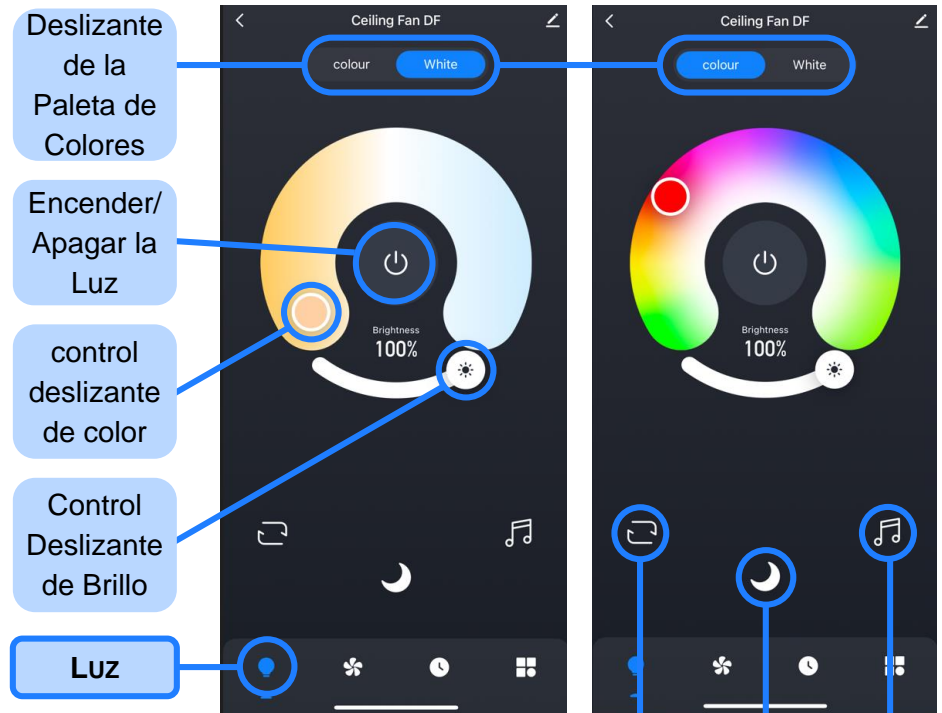 Deslizante
de la
Paleta de
Colores
Encender/
Apagar la
Luz
control
deslizante
de color
Control
Deslizante
de Brillo
Luz
Ceiling Fan DF
colour White
Brightness
100%
Ceiling Fan DF
colour White
Brightness
100%